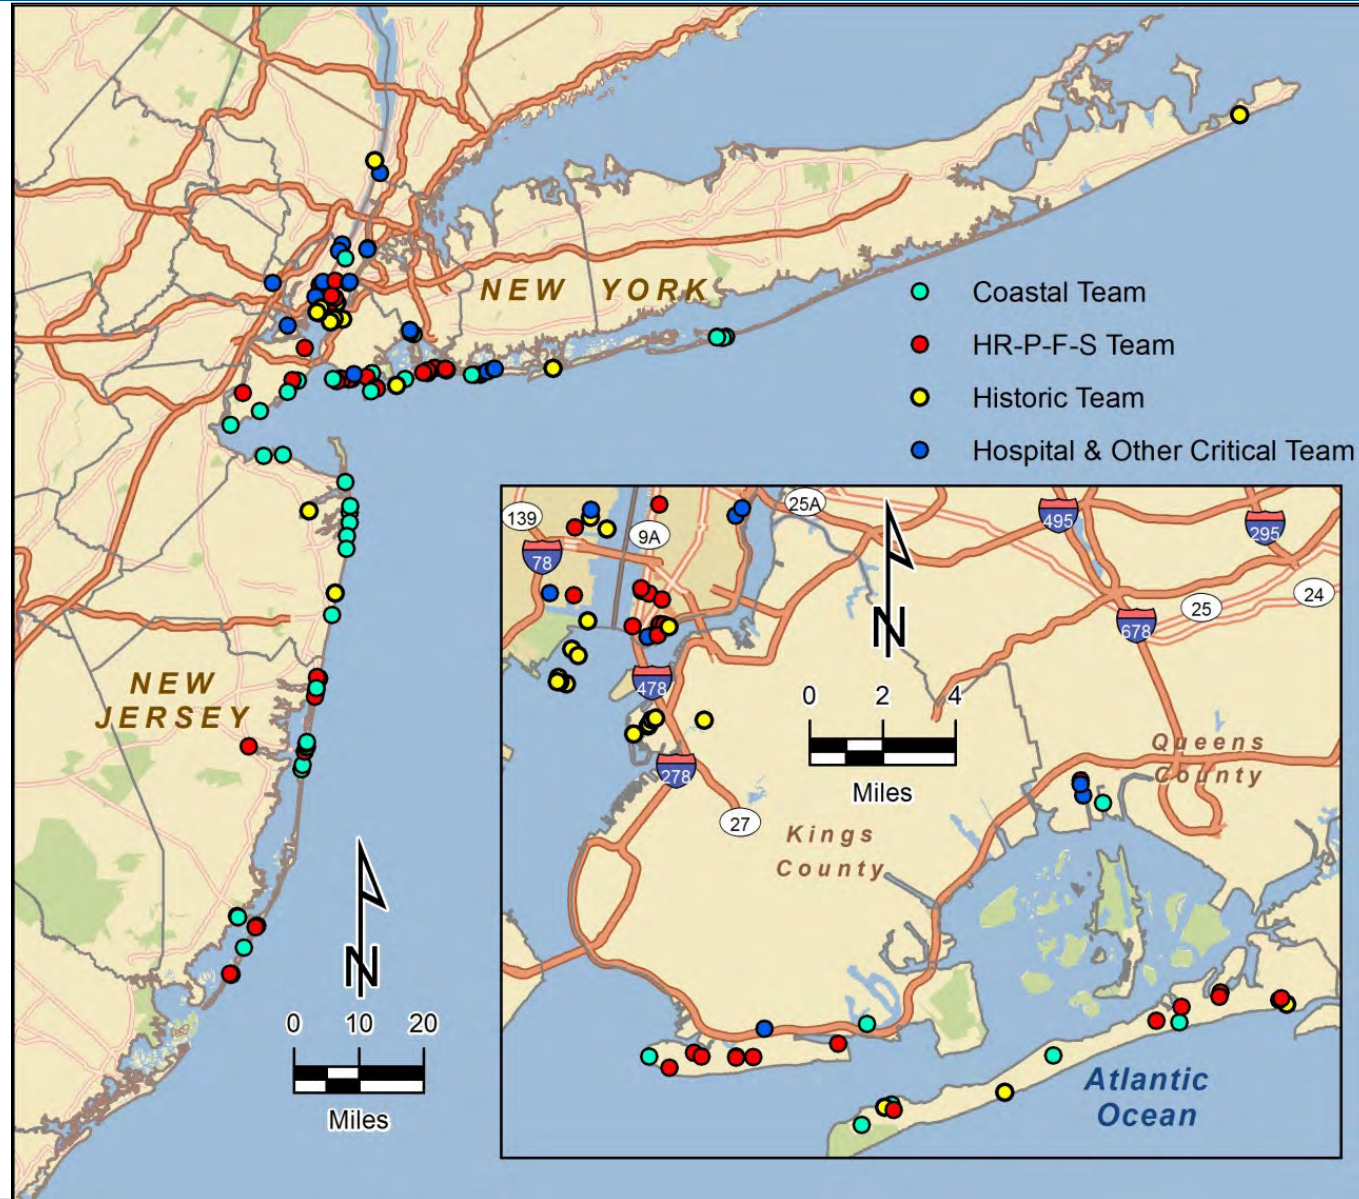 NEW YORK
Coastal Team
HR-P-F-S Team
Historic Team
Hospital & Other Critical Team
NEW
JERSEY
N
0 10 20
Miles
139
78
9A
25A
495
295
678
25
24
N
478
0 2 4
Miles
278
27
Queens
County
Kings
County
Atlantic
Ocean